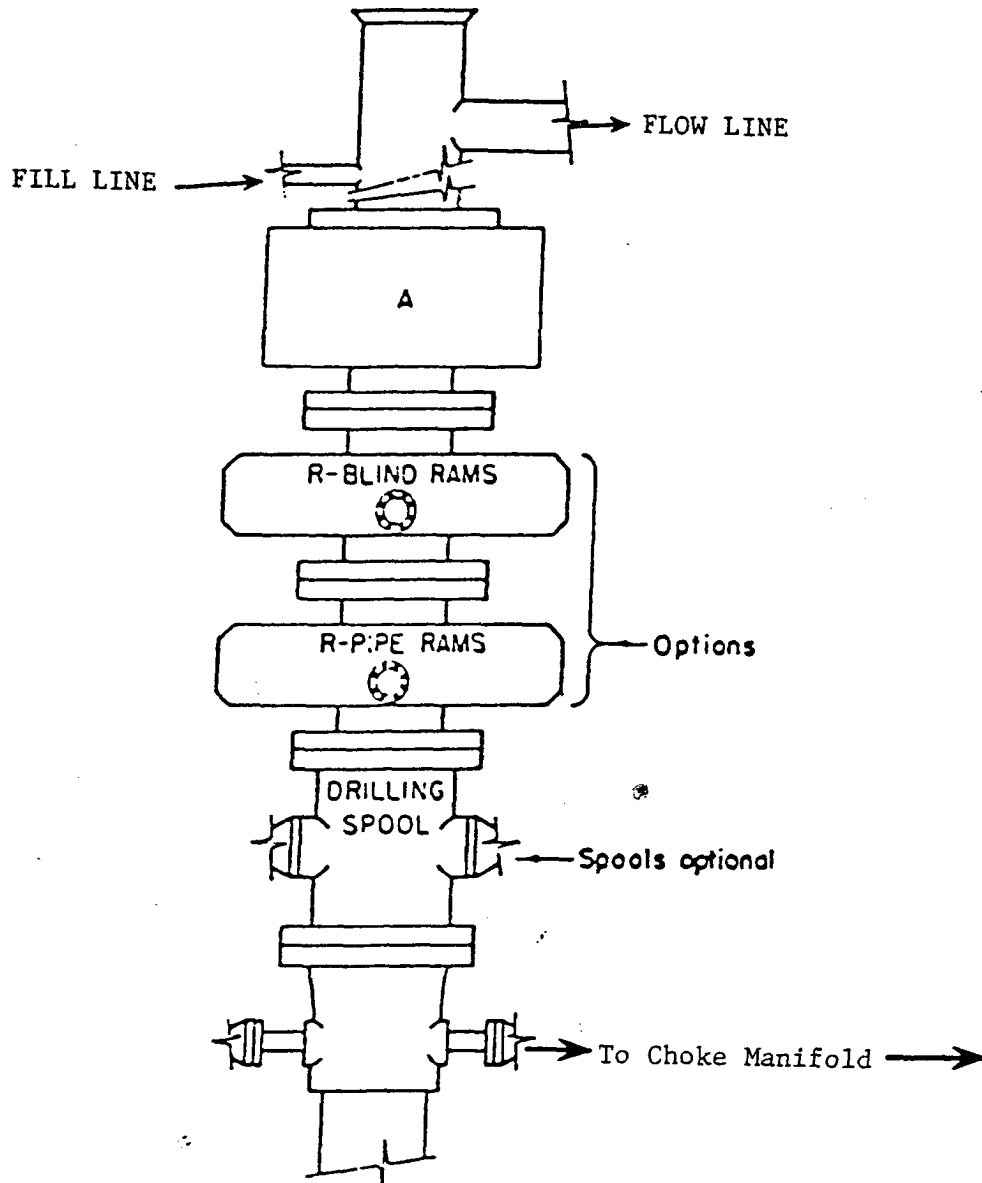 FLOW LINE
FILL LINE
A
R-BLIND RAMS
R-PIPE RAMS
Options
DRILLING
SPOOL
Spools optional
To Choke Manifold